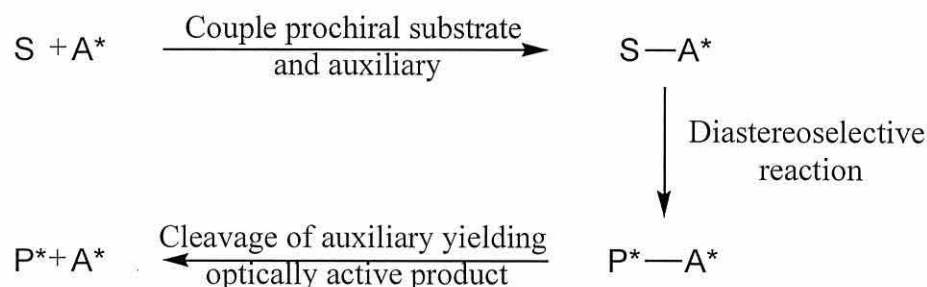 S + A*
Couple prochiral substrate
and auxiliary
S — A*
Diastereoselective
reaction
P* — A*
Cleavage of auxiliary yielding
optically active product
P* + A*